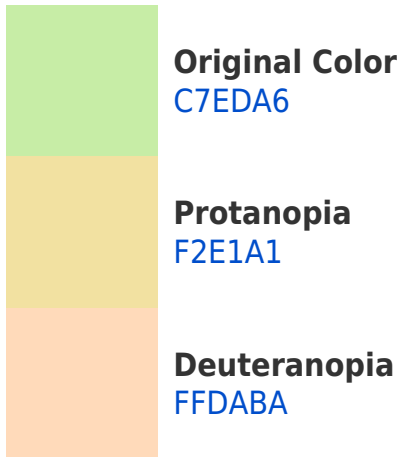 Original Color
C7EDA6
Protanopia
F2E1A1
Deuteranopia
FFDABA